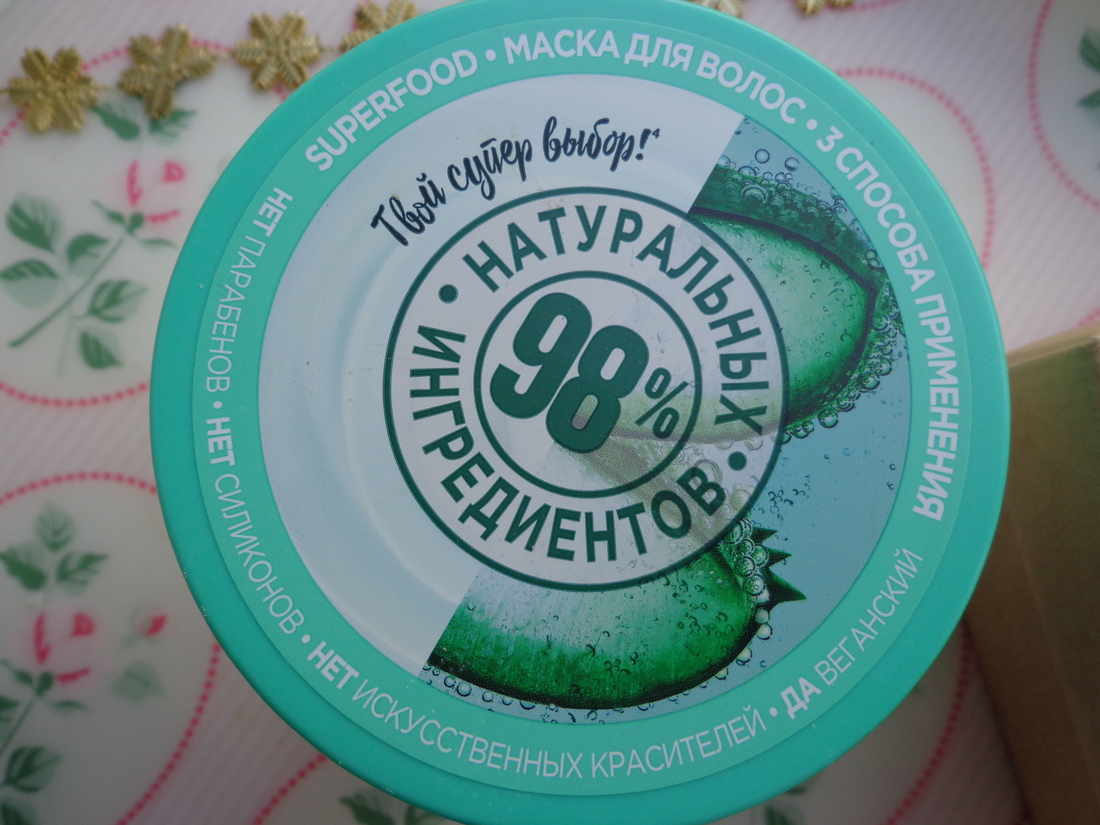 SUPERFOOD • МАСКА ДЛЯ ВОЛОС • 3 СПОСОБА ПРИМЕНЕНИЯ
Твой супер выбор!⁴
• НАТУРАЛЬНЫХ •
ИНГРЕДИЕНТОВ
98%
НЕТ ПАРАБЕНОВ • НЕТ СИЛИКОНОВ • НЕТ ИСКУССТВЕННЫХ КРАСИТЕЛЕЙ • ДА ВЕГАНСКИЙ